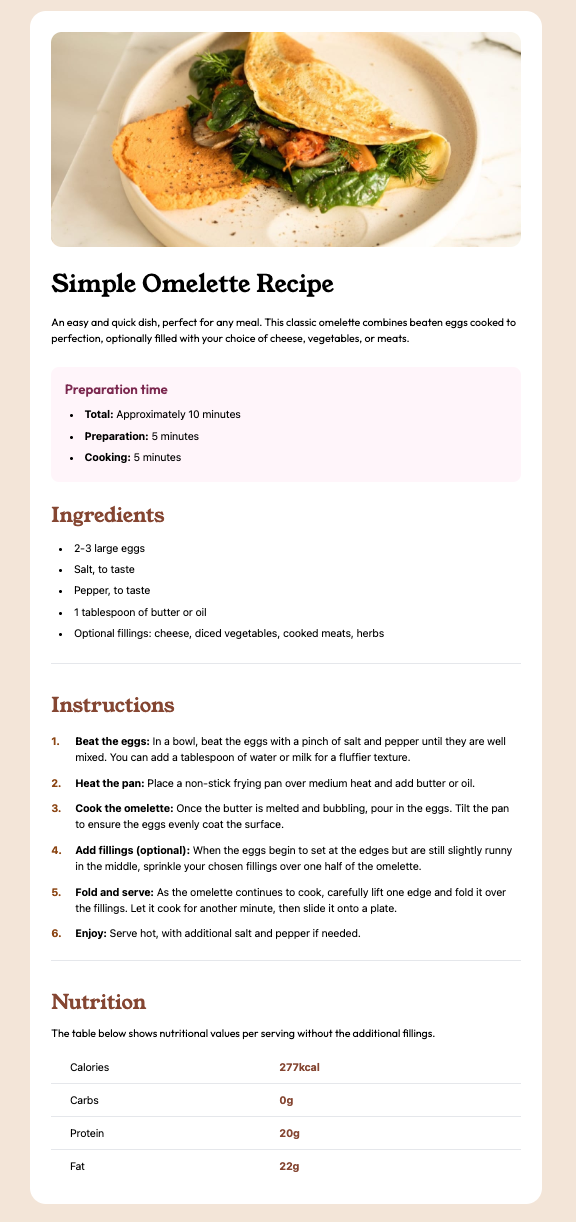 Simple Omelette Recipe
An easy and quick dish, perfect for any meal. This classic omelette combines beaten eggs cooked to
perfection, optionally filled with your choice of cheese, vegetables, or meats.
Preparation time
• Total: Approximately 10 minutes
• Preparation: 5 minutes
• Cooking: 5 minutes
Ingredients
• 2-3 large eggs
• Salt, to taste
• Pepper, to taste
• 1 tablespoon of butter or oil
• Optional fillings: cheese, diced vegetables, cooked meats, herbs
Instructions
1. Beat the eggs: In a bowl, beat the eggs with a pinch of salt and pepper until they are well
mixed. You can add a tablespoon of water or milk for a fluffier texture.
2. Heat the pan: Place a non-stick frying pan over medium heat and add butter or oil.
3. Cook the omelette: Once the butter is melted and bubbling, pour in the eggs. Tilt the pan
to ensure the eggs evenly coat the surface.
4. Add fillings (optional): When the eggs begin to set at the edges but are still slightly runny
in the middle, sprinkle your chosen fillings over one half of the omelette.
5. Fold and serve: As the omelette continues to cook, carefully lift one edge and fold it over
the fillings. Let it cook for another minute, then slide it onto a plate.
6. Enjoy: Serve hot, with additional salt and pepper if needed.
Nutrition
The table below shows nutritional values per serving without the additional fillings.
Calories 277kcal
Carbs 0g
Protein 20g
Fat 22g